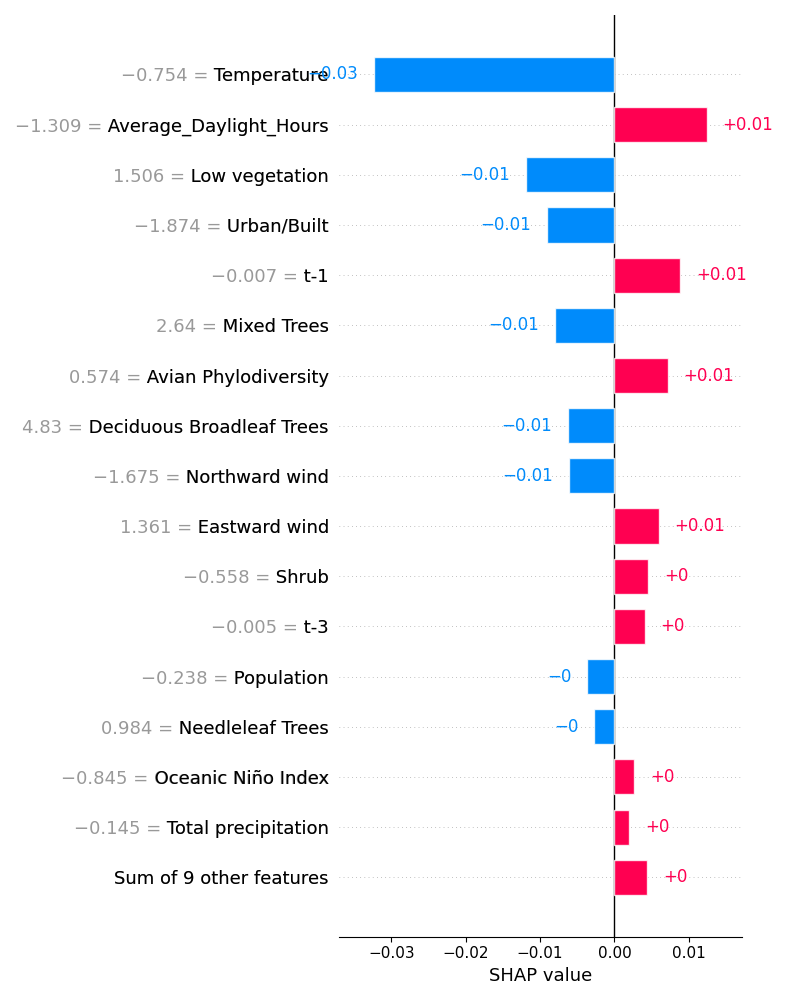 −0.754 = Temperature −0.03
−1.309 = Average_Daylight_Hours +0.01
1.506 = Low vegetation −0.01
−1.874 = Urban/Built −0.01
−0.007 = t-1 +0.01
2.64 = Mixed Trees −0.01
0.574 = Avian Phylodiversity +0.01
4.83 = Deciduous Broadleaf Trees −0.01
−1.675 = Northward wind −0.01
1.361 = Eastward wind +0.01
−0.558 = Shrub +0
−0.005 = t-3 +0
−0.238 = Population −0
0.984 = Needleleaf Trees −0
−0.845 = Oceanic Niño Index +0
−0.145 = Total precipitation +0
Sum of 9 other features +0
−0.03 −0.02 −0.01 0.00 0.01
SHAP value